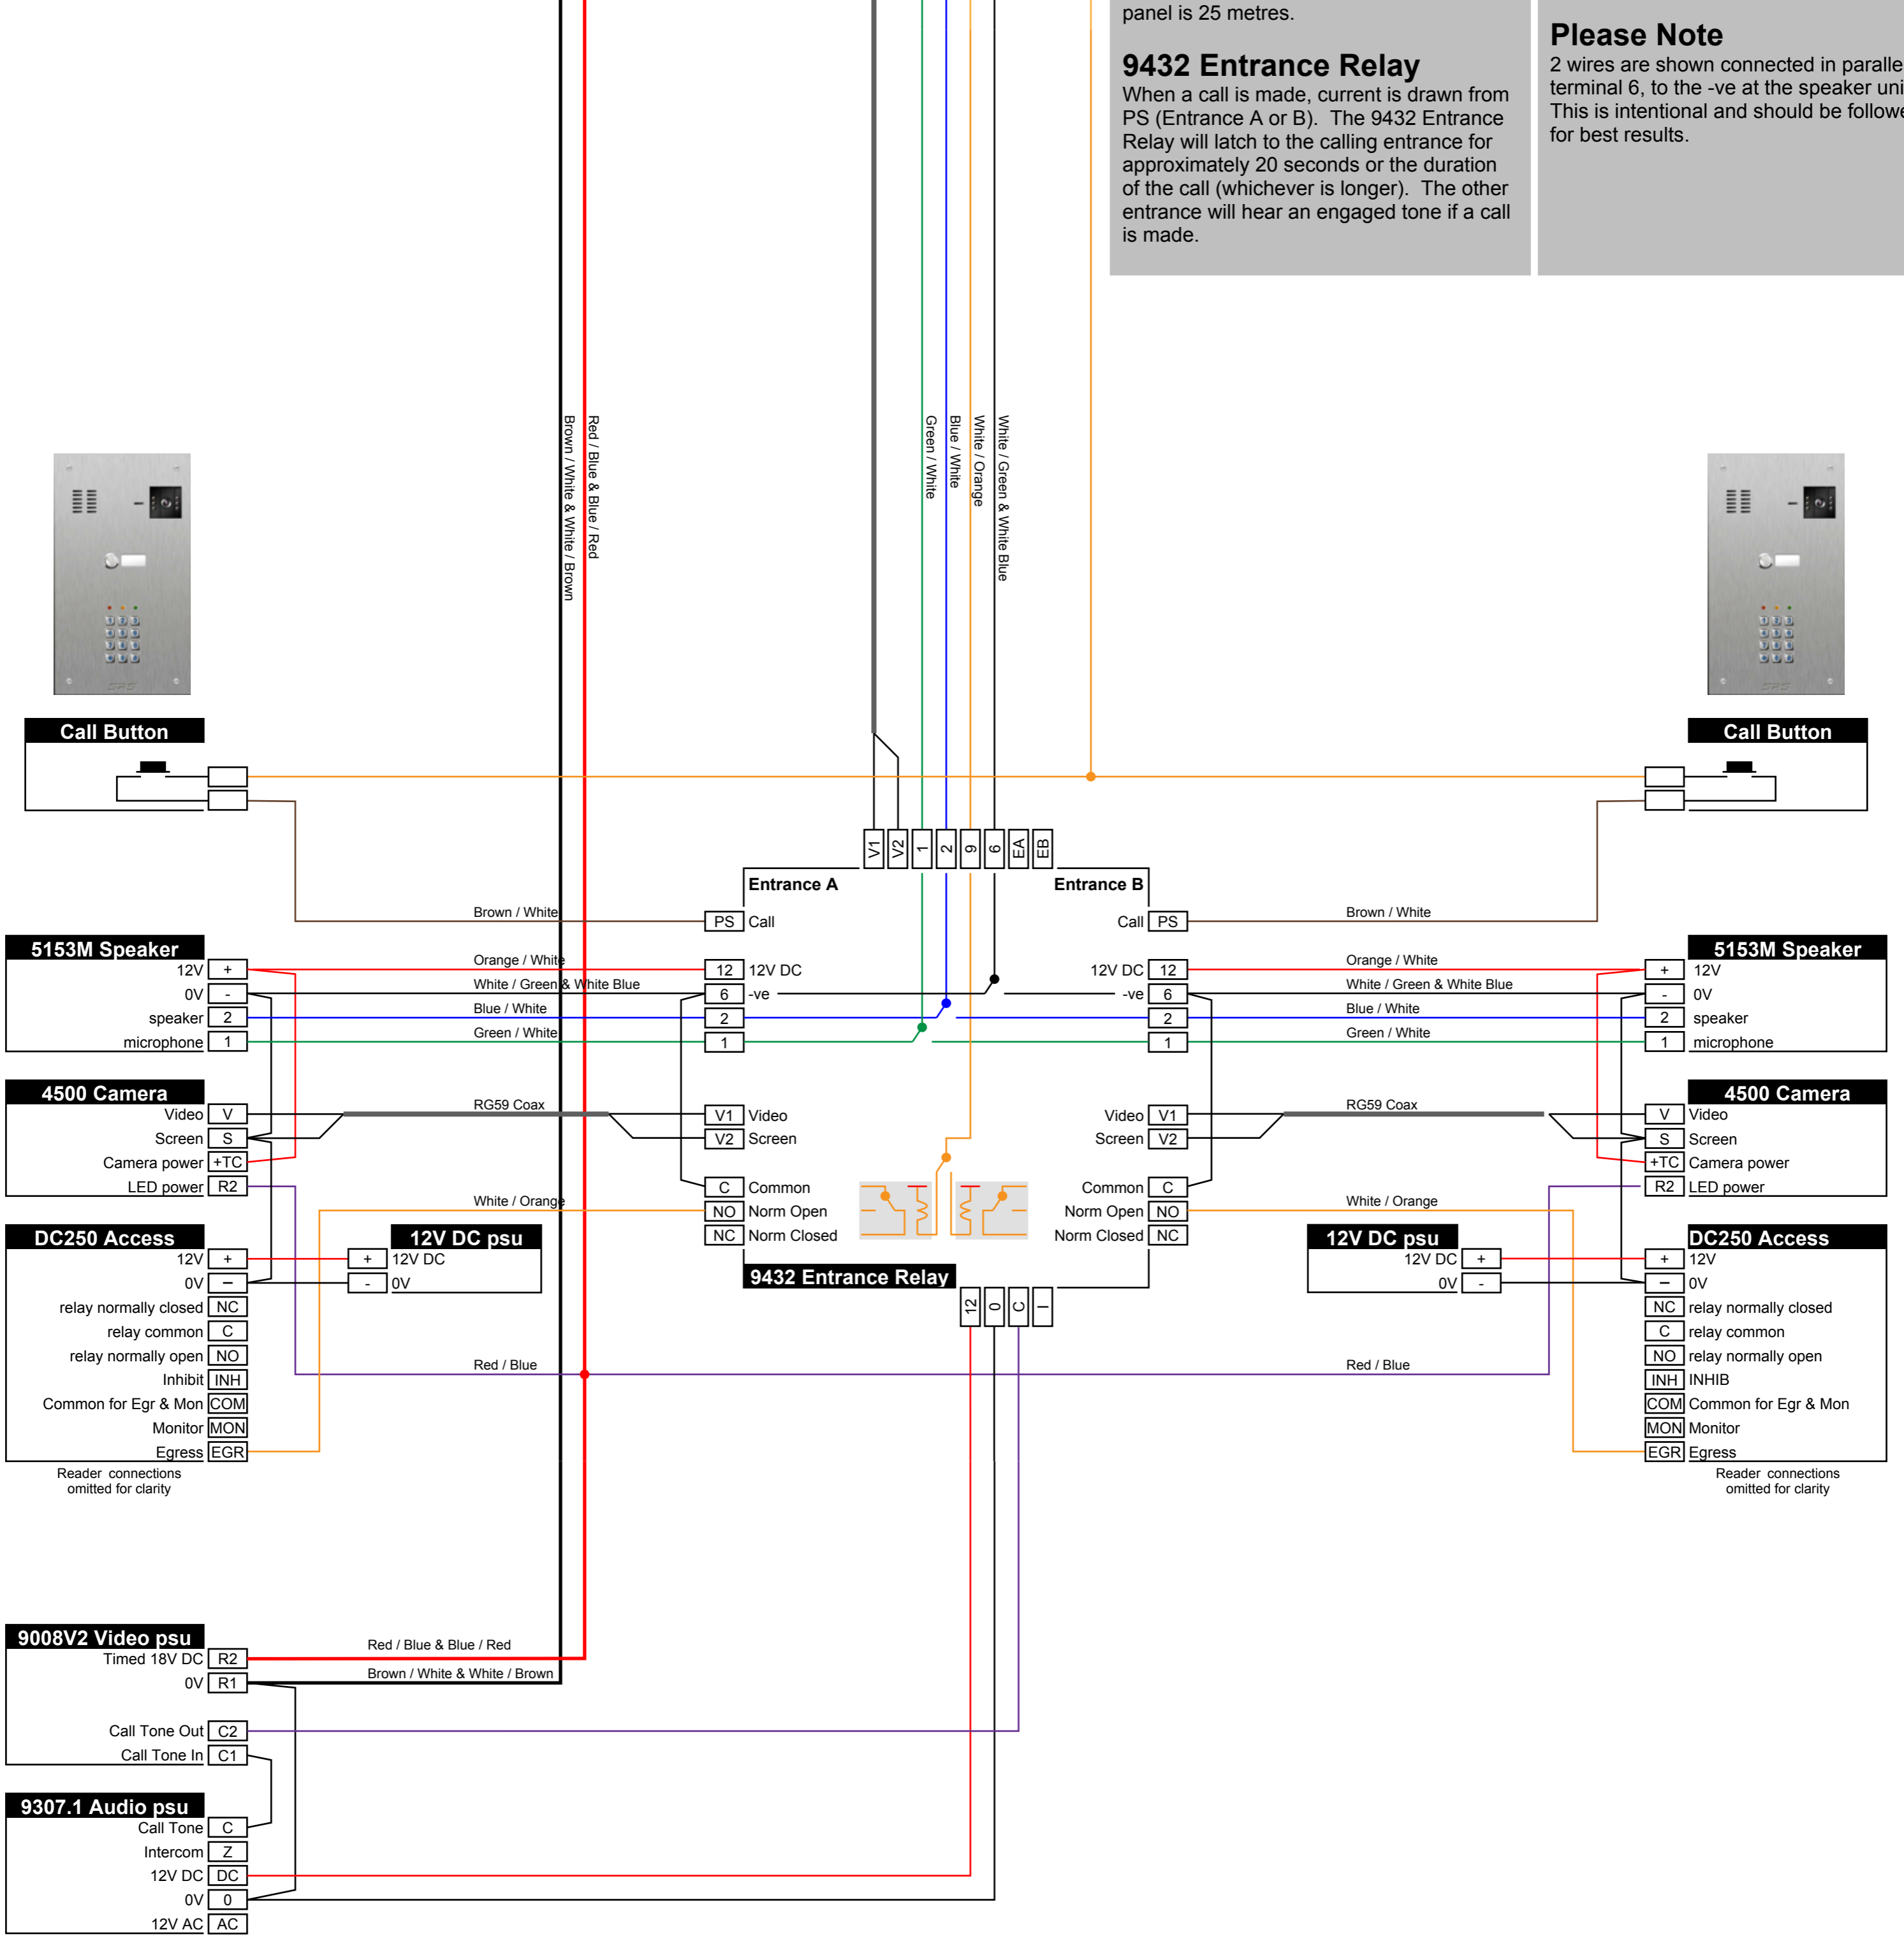 panel is 25 metres.
9432 Entrance Relay
When a call is made, current is drawn from
PS (Entrance A or B).  The 9432 Entrance
Relay will latch to the calling entrance for
approximately 20 seconds or the duration
of the call (whichever is longer).  The other
entrance will hear an engaged tone if a call
is made.
Please Note
2 wires are shown connected in paralle
terminal 6, to the -ve at the speaker uni
This is intentional and should be followe
for best results.
Brown / White & White / Brown
Red / Blue & Blue / Red
Green / White
Blue / White
White / Orange
White / Green & White Blue
Call Button
Call Button
V1
V2
1
2
9
6
EA
EB
Entrance A
Entrance B
Brown / White
PS Call
Call PS
Brown / White
5153M Speaker
12V +
0V -
speaker 2
microphone 1
Orange / White
White / Green & White Blue
Blue / White
Green / White
12 12V DC
6 -ve
2
1
12V DC 12
-ve 6
2
1
Orange / White
White / Green & White Blue
Blue / White
Green / White
5153M Speaker
+ 12V
- 0V
2 speaker
1 microphone
4500 Camera
Video V
Screen S
Camera power +TC
LED power R2
RG59 Coax
V1 Video
V2 Screen
Video V1
Screen V2
RG59 Coax
4500 Camera
V Video
S Screen
+TC Camera power
R2 LED power
White / Orange
C Common
NO Norm Open
NC Norm Closed
Common C
Norm Open NO
Norm Closed NC
White / Orange
9432 Entrance Relay
12
0
C
I
DC250 Access
12V +
0V –
relay normally closed NC
relay common C
relay normally open NO
Inhibit INH
Common for Egr & Mon COM
Monitor MON
Egress EGR
Reader  connections
omitted for clarity
12V DC psu
+ 12V DC
- 0V
Red / Blue
Red / Blue
12V DC psu
12V DC +
0V -
DC250 Access
+ 12V
– 0V
NC relay normally closed
C relay common
NO relay normally open
INH INHIB
COM Common for Egr & Mon
MON Monitor
EGR Egress
Reader  connections
omitted for clarity
9008V2 Video psu
Timed 18V DC R2
0V R1
Call Tone Out C2
Call Tone In C1
Red / Blue & Blue / Red
Brown / White & White / Brown
9307.1 Audio psu
Call Tone C
Intercom Z
12V DC DC
0V 0
12V AC AC